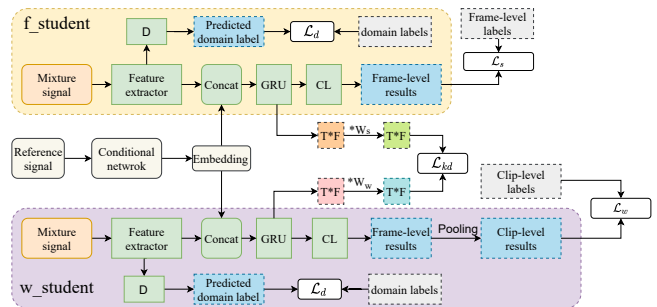 f_student
D
Predicted
domain label
ℒd
domain labels
Frame-level
labels
ℒs
Mixture
signal
Feature
extractor
Concat
GRU
CL
Frame-level
results
Reference
signal
Conditional
netwrok
Embedding
T*F
*Ws
T*F
ℒkd
T*F
*Ww
T*F
Clip-level
labels
ℒw
Mixture
signal
Feature
extractor
Concat
GRU
CL
Frame-level
results
Pooling
Clip-level
results
w_student
D
Predicted
domain label
ℒd
domain labels